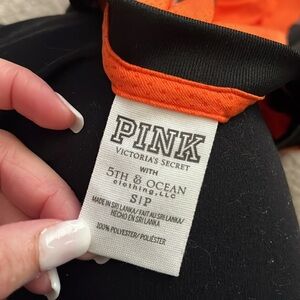 PINK
VICTORIA'S SECRET
WITH
5TH & OCEAN
clothing, LLC
S|P
MADE IN SRI LANKA/FAIT AU SRI LANKA/
HECHO EN SRI LANKA
100% POLYESTER/POLIÉSTER